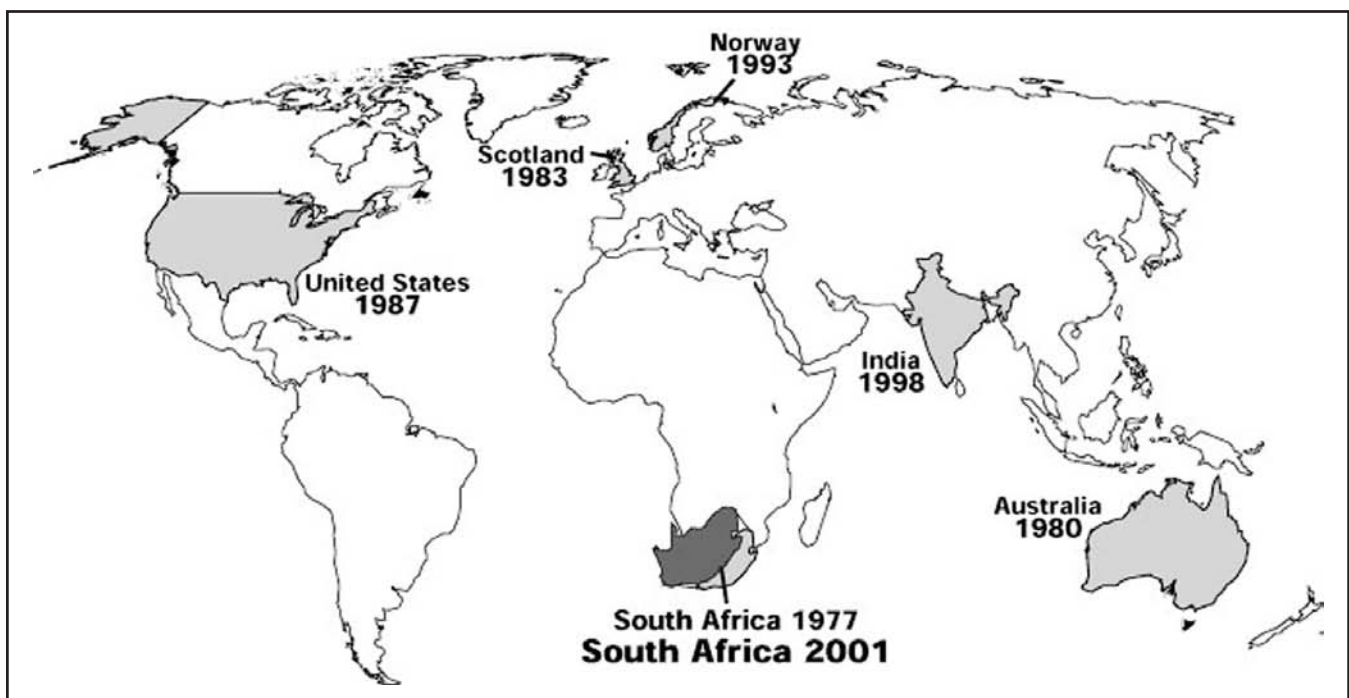 Norway
1993
Scotland
1983
United States
1987
India
1998
Australia
1980
South Africa 1977
South Africa 2001